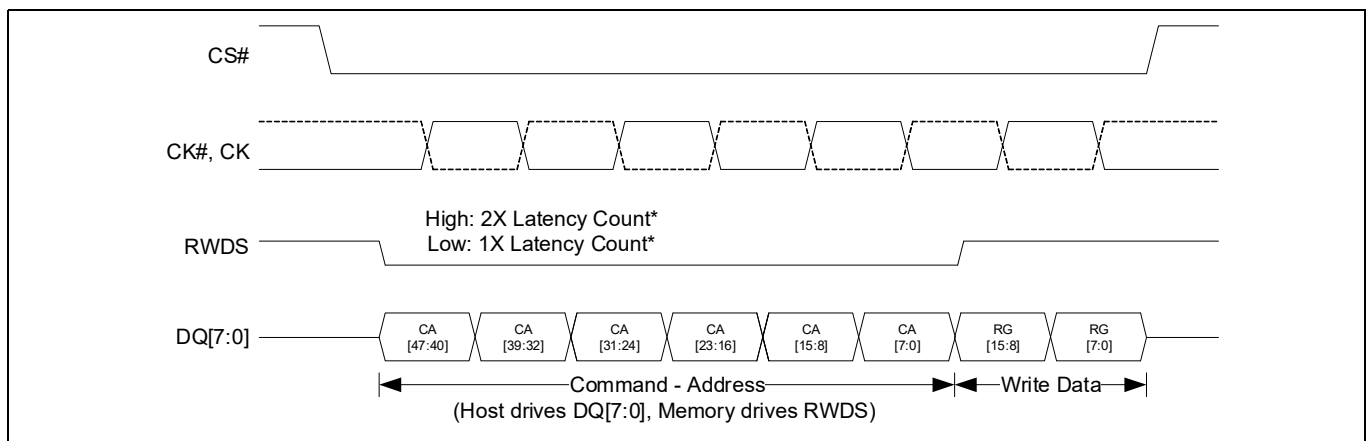 CS#
CK#, CK
High: 2X Latency Count*
Low: 1X Latency Count*
RWDS
DQ[7:0]
CA
[47:40]
CA
[39:32]
CA
[31:24]
CA
[23:16]
CA
[15:8]
CA
[7:0]
RG
[15:8]
RG
[7:0]
Command - Address
Write Data
(Host drives DQ[7:0], Memory drives RWDS)